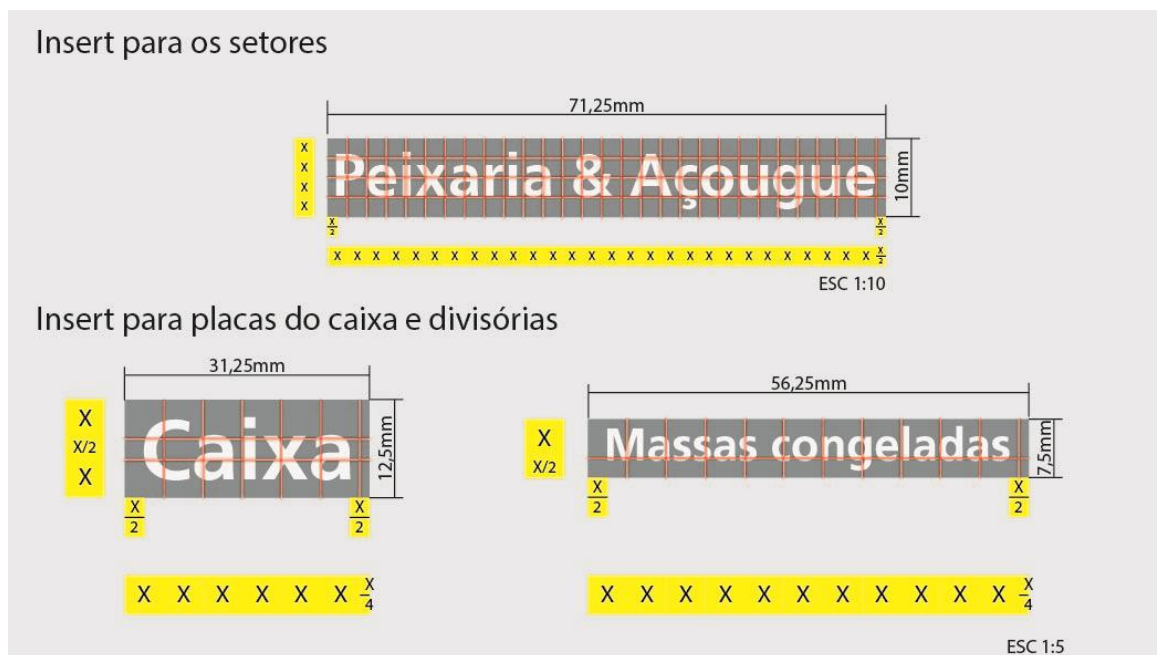 Insert para os setores
71,25mm
X
X
X
X
Peixaria & Açougue
10mm
X/2
X/2
X X X X X X X X X X X X X X X X X X X X X X X X X X X X X/2
ESC 1:10
Insert para placas do caixa e divisórias
31,25mm
X
X/2
X
Caixa
12,5mm
X/2
X/2
X X X X X X X/4
56,25mm
X
X/2
Massas congeladas
7,5mm
X/2
X/2
X X X X X X X X X X X X/4
ESC 1:5